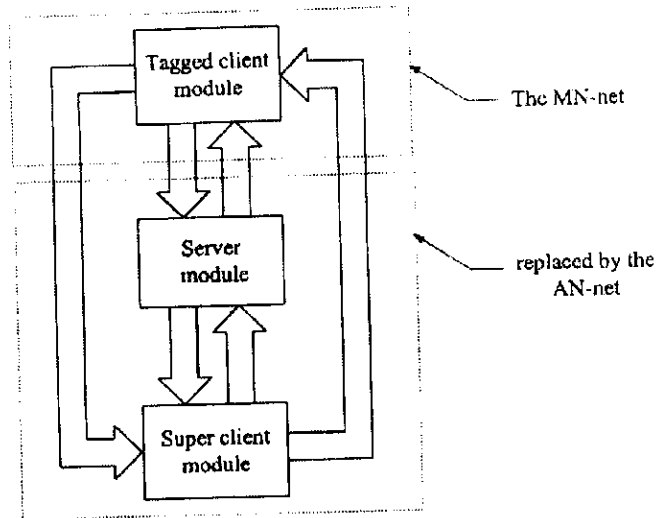 Tagged client
module
The MN-net
Server
module
replaced by the
AN-net
Super client
module